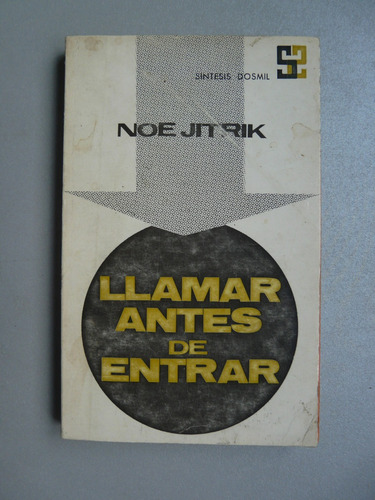 SINTESIS DOSMIL
NOE JITRIK
LLAMAR
ANTES
DE
ENTRAR